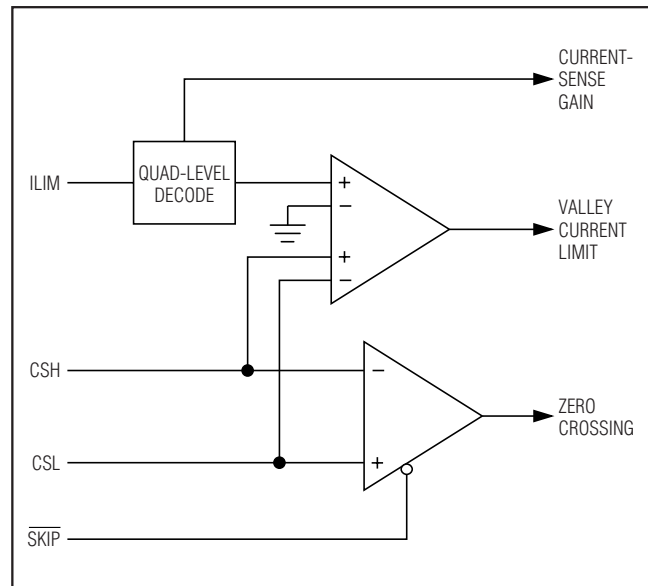 CURRENT-
SENSE
GAIN
ILIM
QUAD-LEVEL
DECODE
+
−
+
−
VALLEY
CURRENT
LIMIT
CSH
−
ZERO
CROSSING
CSL
+
SKIP